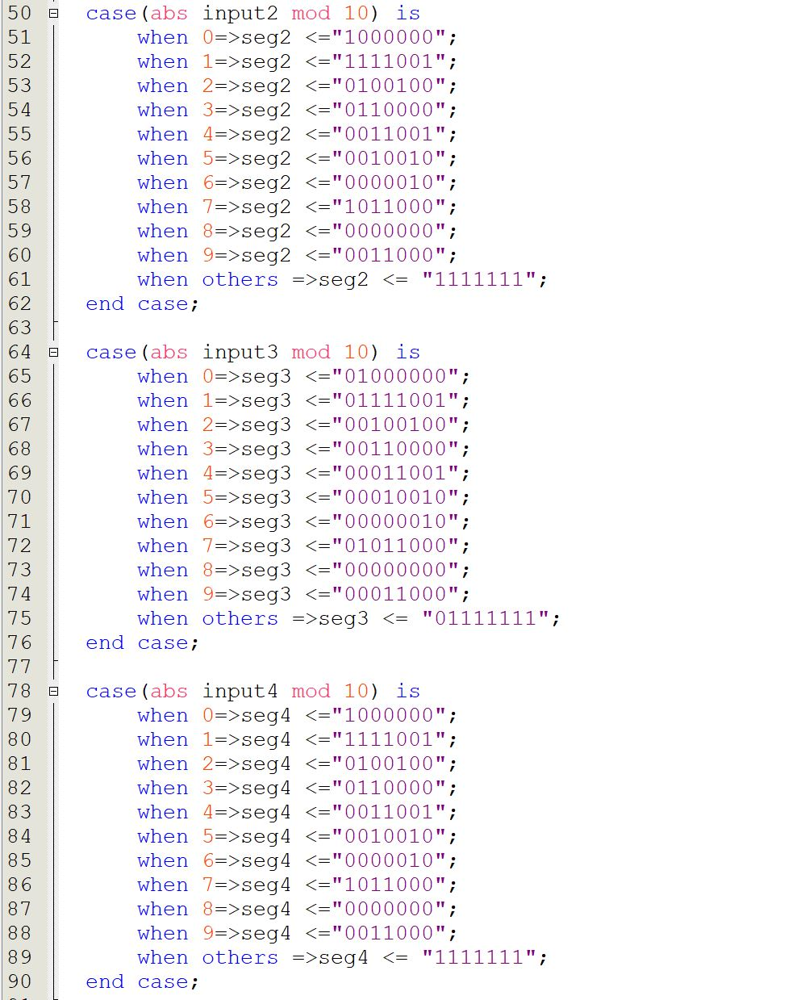 50 case(abs input2 mod 10) is
51 when 0=>seg2 <="1000000";
52 when 1=>seg2 <="1111001";
53 when 2=>seg2 <="0100100";
54 when 3=>seg2 <="0110000";
55 when 4=>seg2 <="0011001";
56 when 5=>seg2 <="0010010";
57 when 6=>seg2 <="0000010";
58 when 7=>seg2 <="1011000";
59 when 8=>seg2 <="0000000";
60 when 9=>seg2 <="0011000";
61 when others =>seg2 <= "1111111";
62 end case;
63
64 case(abs input3 mod 10) is
65 when 0=>seg3 <="01000000";
66 when 1=>seg3 <="01111001";
67 when 2=>seg3 <="00100100";
68 when 3=>seg3 <="00110000";
69 when 4=>seg3 <="00011001";
70 when 5=>seg3 <="00010010";
71 when 6=>seg3 <="00000010";
72 when 7=>seg3 <="01011000";
73 when 8=>seg3 <="00000000";
74 when 9=>seg3 <="00011000";
75 when others =>seg3 <= "01111111";
76 end case;
77
78 case(abs input4 mod 10) is
79 when 0=>seg4 <="1000000";
80 when 1=>seg4 <="1111001";
81 when 2=>seg4 <="0100100";
82 when 3=>seg4 <="0110000";
83 when 4=>seg4 <="0011001";
84 when 5=>seg4 <="0010010";
85 when 6=>seg4 <="0000010";
86 when 7=>seg4 <="1011000";
87 when 8=>seg4 <="0000000";
88 when 9=>seg4 <="0011000";
89 when others =>seg4 <= "1111111";
90 end case;